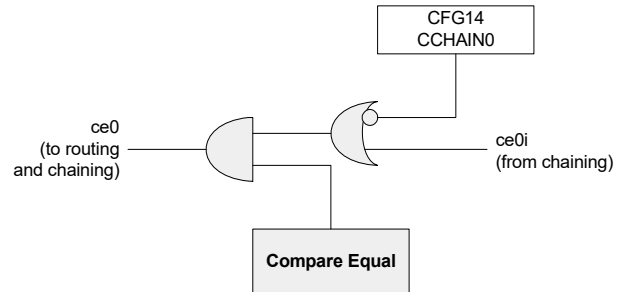 CFG14
CCHAIN0
ce0
(to routing
and chaining)
ce0i
(from chaining)
Compare Equal